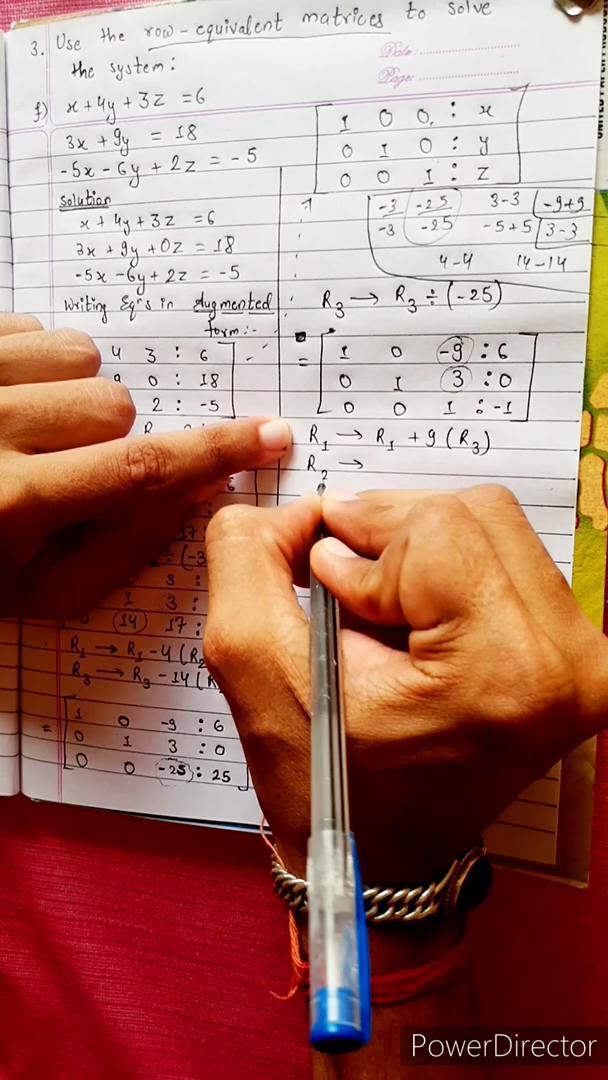 3. Use the row-equivalent matrices to solve
the system:
Date:
Page:
f) x + 4y + 3z = 6
3x + 9y = 18
-5x - 6y + 2z = -5
Solution
x + 4y + 3z = 6
3x + 9y + 0z = 18
-5x - 6y + 2z = -5
Writing Eqns in Augmented
form:-
4 3 : 6
9 0 : 18
2 : -5
1 3 :
14 17 :
R1 → R1 - 4 (R2
R3 → R3 - 14 (R
= 1 0 -9 : 6
0 1 3 : 0
0 0 -25 : 25
1 0 0 : x
0 1 0 : y
0 0 1 : z
-3 -25 3-3 -9+9
-3 -25 -5+5 3-3
4-4 14-14
R3 → R3 ÷ (-25)
= 1 0 -9 : 6
0 1 3 : 0
0 0 1 : -1
R1 → R1 + 9 (R3)
R2 →
PowerDirector